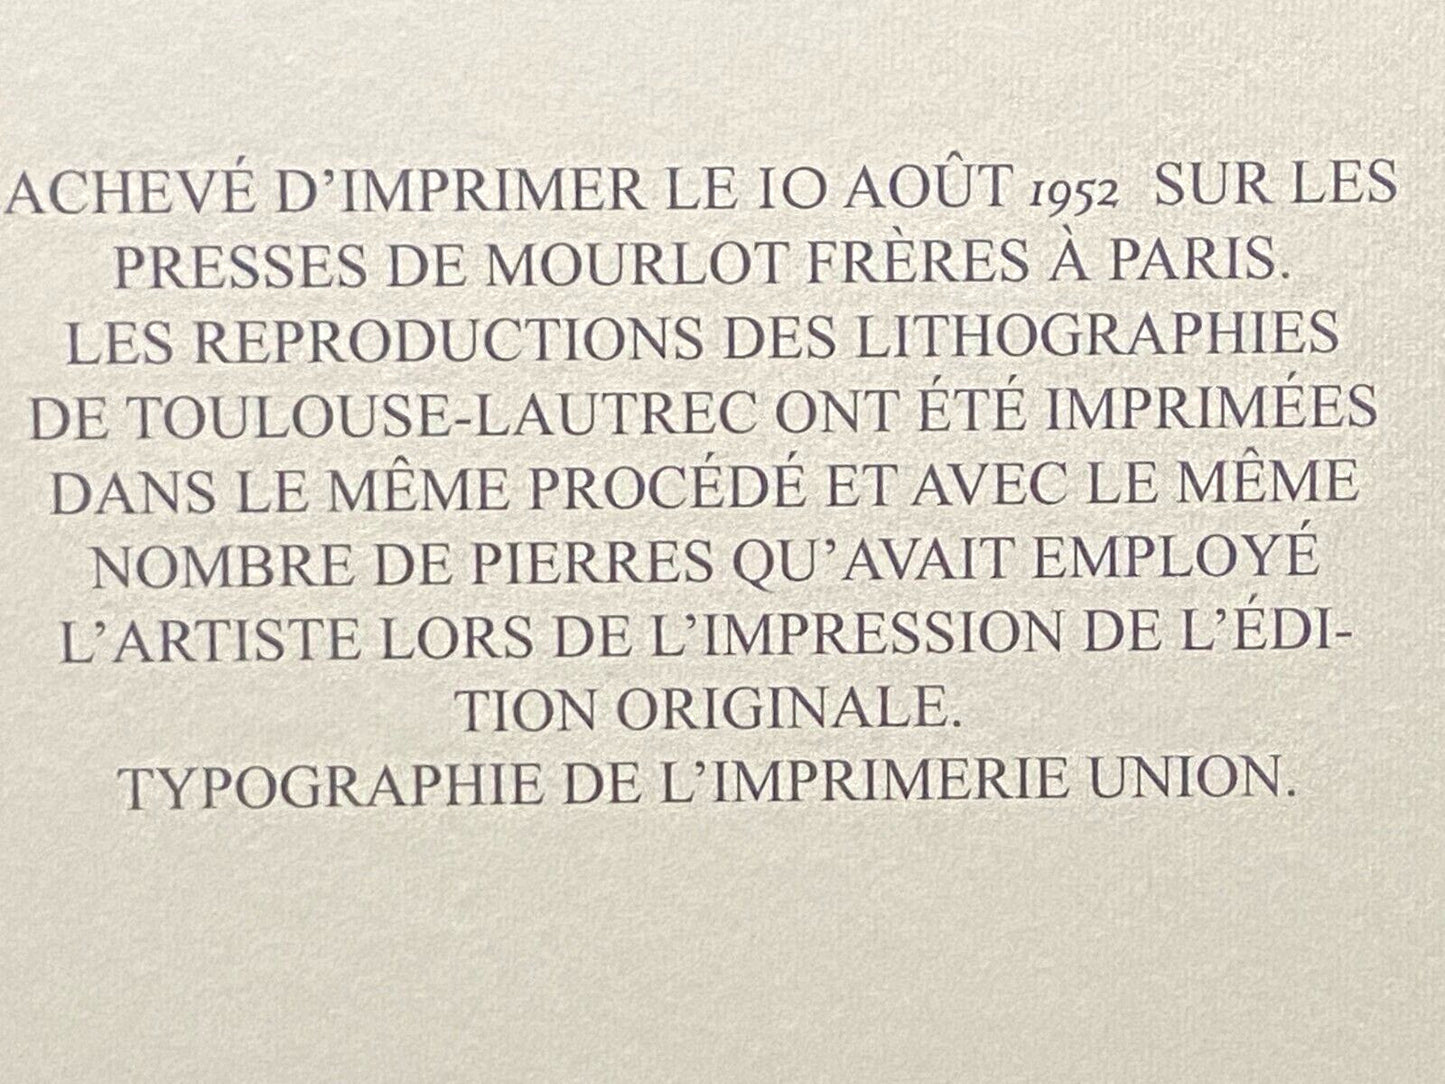 ACHEVÉ D’IMPRIMER LE IO AOÛT 1952 SUR LES
PRESSES DE MOURLOT FRÈRES À PARIS.
LES REPRODUCTIONS DES LITHOGRAPHIES
DE TOULOUSE-LAUTREC ONT ÉTÉ IMPRIMÉES
DANS LE MÊME PROCÉDÉ ET AVEC LE MÊME
NOMBRE DE PIERRES QU’AVAIT EMPLOYÉ
L’ARTISTE LORS DE L’IMPRESSION DE L’ÉDI-
TION ORIGINALE.
TYPOGRAPHIE DE L’IMPRIMERIE UNION.